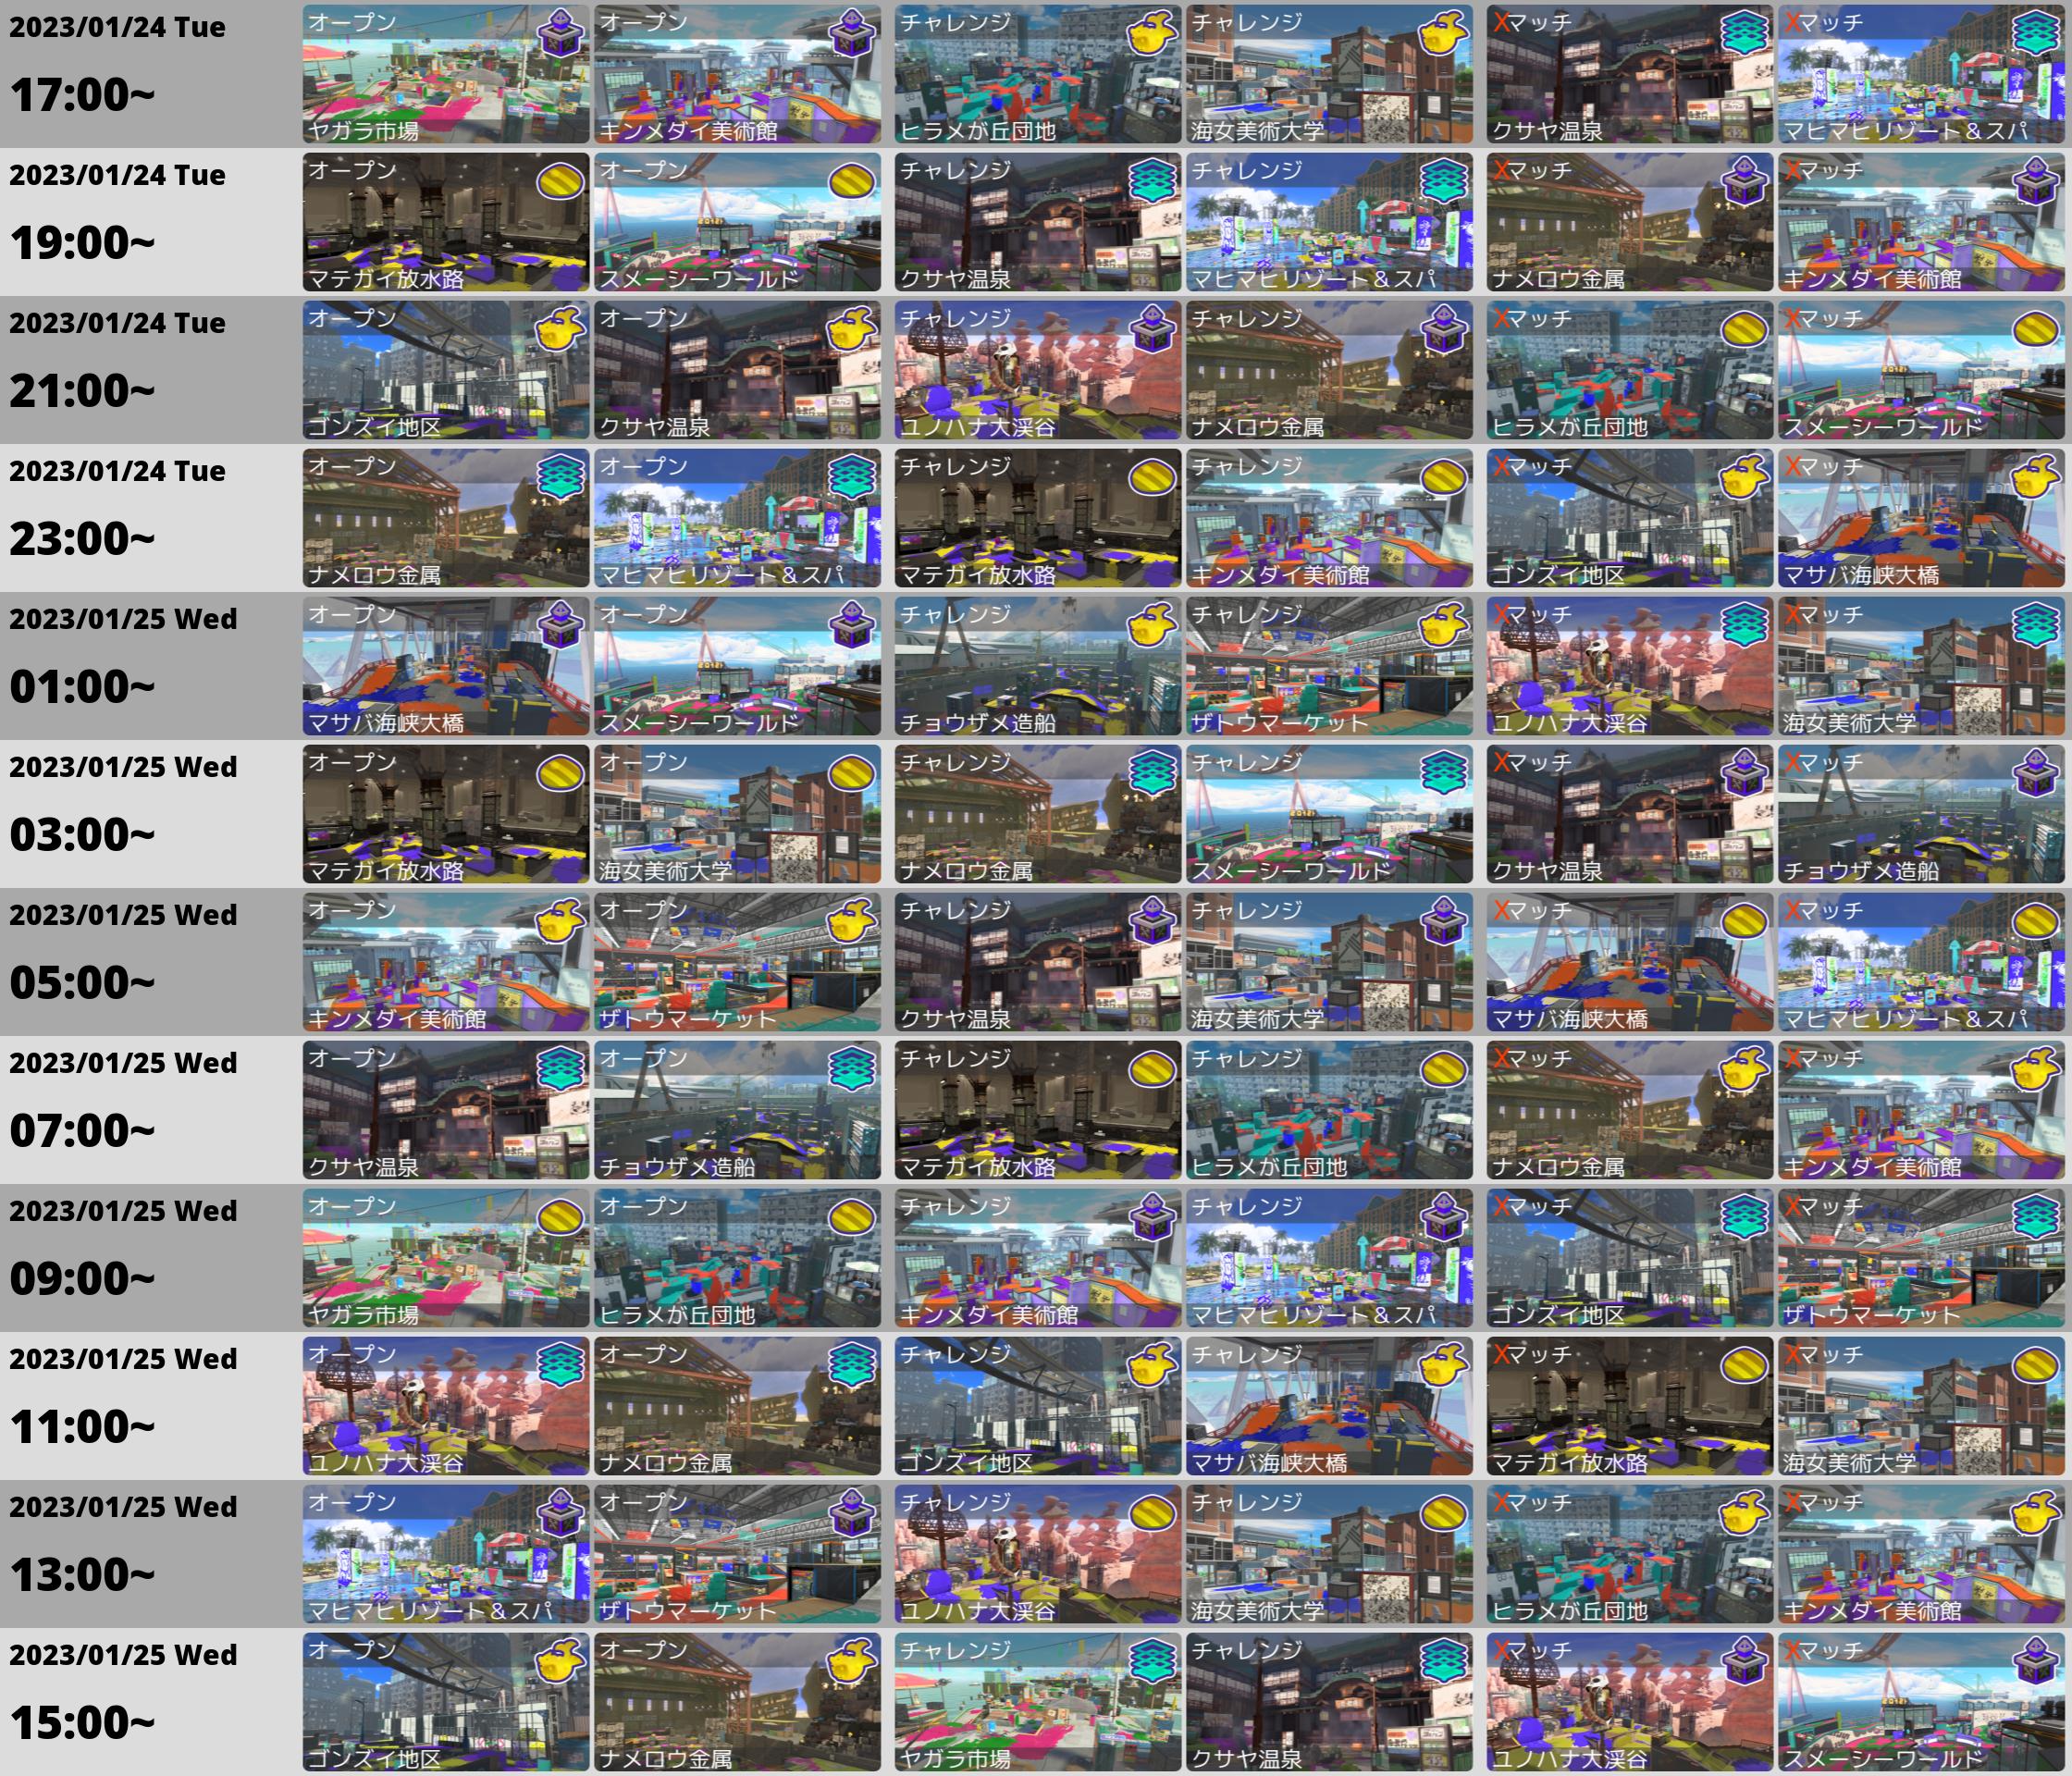 2023/01/24 Tue
17:00~
オープン オープン チャレンジ チャレンジ Xマッチ Xマッチ
ヤガラ市場 キンメダイ美術館 ヒラメが丘団地 海女美術大学 クサヤ温泉 マヒマヒリゾート＆スパ
2023/01/24 Tue
19:00~
オープン オープン チャレンジ チャレンジ Xマッチ Xマッチ
マテガイ放水路 スメーシーワールド クサヤ温泉 マヒマヒリゾート＆スパ ナメロウ金属 キンメダイ美術館
2023/01/24 Tue
21:00~
オープン オープン チャレンジ チャレンジ Xマッチ Xマッチ
ゴンズイ地区 クサヤ温泉 ユノハナ大渓谷 ナメロウ金属 ヒラメが丘団地 スメーシーワールド
2023/01/24 Tue
23:00~
オープン オープン チャレンジ チャレンジ Xマッチ Xマッチ
ナメロウ金属 マヒマヒリゾート＆スパ マテガイ放水路 キンメダイ美術館 ゴンズイ地区 マサバ海峡大橋
2023/01/25 Wed
01:00~
オープン オープン チャレンジ チャレンジ Xマッチ Xマッチ
マサバ海峡大橋 スメーシーワールド チョウザメ造船 ザトウマーケット ユノハナ大渓谷 海女美術大学
2023/01/25 Wed
03:00~
オープン オープン チャレンジ チャレンジ Xマッチ Xマッチ
マテガイ放水路 海女美術大学 ナメロウ金属 スメーシーワールド クサヤ温泉 チョウザメ造船
2023/01/25 Wed
05:00~
オープン オープン チャレンジ チャレンジ Xマッチ Xマッチ
キンメダイ美術館 ザトウマーケット クサヤ温泉 海女美術大学 マサバ海峡大橋 マヒマヒリゾート＆スパ
2023/01/25 Wed
07:00~
オープン オープン チャレンジ チャレンジ Xマッチ Xマッチ
クサヤ温泉 チョウザメ造船 マテガイ放水路 ヒラメが丘団地 ナメロウ金属 キンメダイ美術館
2023/01/25 Wed
09:00~
オープン オープン チャレンジ チャレンジ Xマッチ Xマッチ
ヤガラ市場 ヒラメが丘団地 キンメダイ美術館 マヒマヒリゾート＆スパ ゴンズイ地区 ザトウマーケット
2023/01/25 Wed
11:00~
オープン オープン チャレンジ チャレンジ Xマッチ Xマッチ
ユノハナ大渓谷 ナメロウ金属 ゴンズイ地区 マサバ海峡大橋 マテガイ放水路 海女美術大学
2023/01/25 Wed
13:00~
オープン オープン チャレンジ チャレンジ Xマッチ Xマッチ
マヒマヒリゾート＆スパ ザトウマーケット ユノハナ大渓谷 海女美術大学 ヒラメが丘団地 キンメダイ美術館
2023/01/25 Wed
15:00~
オープン オープン チャレンジ チャレンジ Xマッチ Xマッチ
ゴンズイ地区 ナメロウ金属 ヤガラ市場 クサヤ温泉 ユノハナ大渓谷 スメーシーワールド